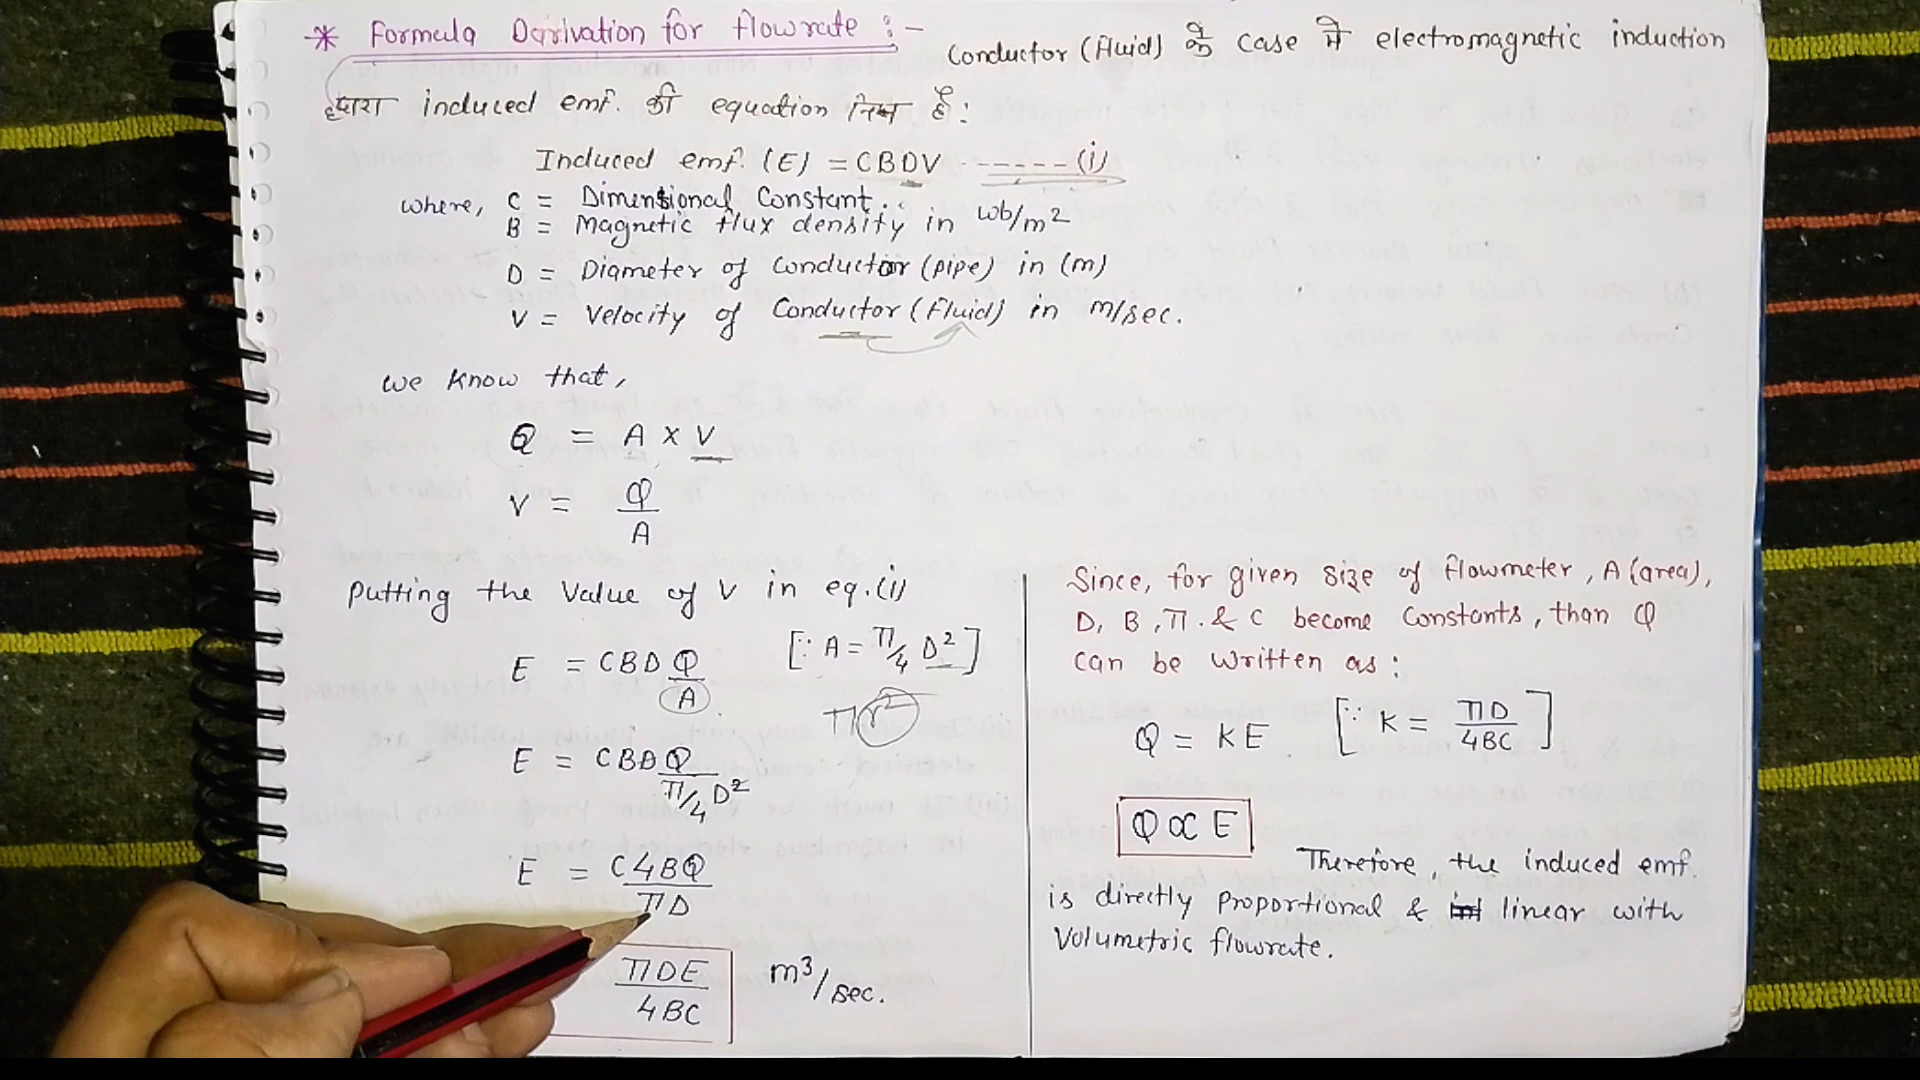 * Formula Darivation for flowrate :-
Conductor (fluid) के case में electromagnetic induction
द्वारा induced emf. की equation निम्न है:
Induced emf. (E) = CBDV ------ (i)
where, C = Dimensional Constant.
B = Magnetic flux density in wb/m²
D = Diameter of Conductor (pipe) in (m)
V = Velocity of Conductor (fluid) in m/sec.
we know that,
Q = A × V
V = Q/A
putting the Value of V in eq.(i)
E = CBD Q/A [∵ A = π/4 D²]
πr²
E = CBD Q/π/4 D²
E = C4BQ/πD
πDE/4BC m³/sec.
Since, for given size of flowmeter, A (area),
D, B, π. & C become Constants, than Q
can be written as:
Q = KE [∵ K = πD/4BC]
Q ∝ E
Therefore, the induced emf.
is directly proportional & linear with
Volumetric flowrate.